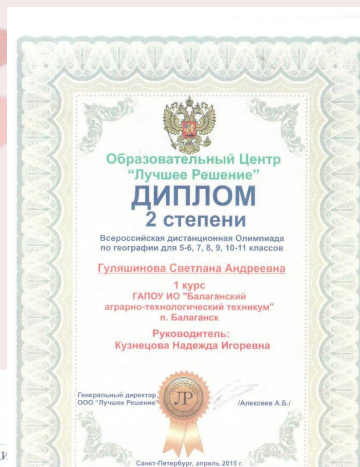 Образовательный Центр
"Лучшее Решение"
ДИПЛОМ
2 степени
Всероссийская дистанционная Олимпиада
по географии для 5-6, 7, 8, 9, 10-11 классов
Гуляшинова Светлана Андреевна
1 курс
ГАПОУ ИО "Балаганский
аграрно-технологический техникум"
п. Балаганск
Руководитель:
Кузнецова Надежда Игоревна
Генеральный директор
ООО "Лучшее Решение"
ЛР
/Алексеев А.Б./
Санкт-Петербург, апрель 2015 г.